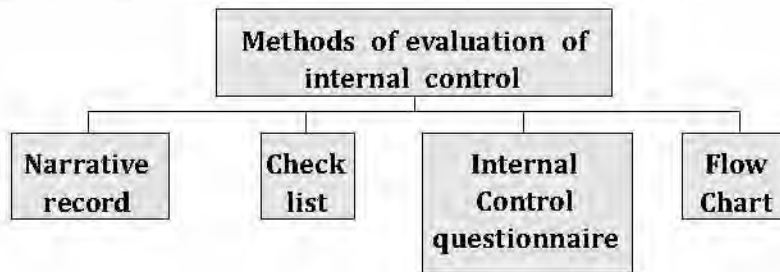 Methods of evaluation of
internal control
Narrative
record
Check
list
Internal
Control
questionnaire
Flow
Chart